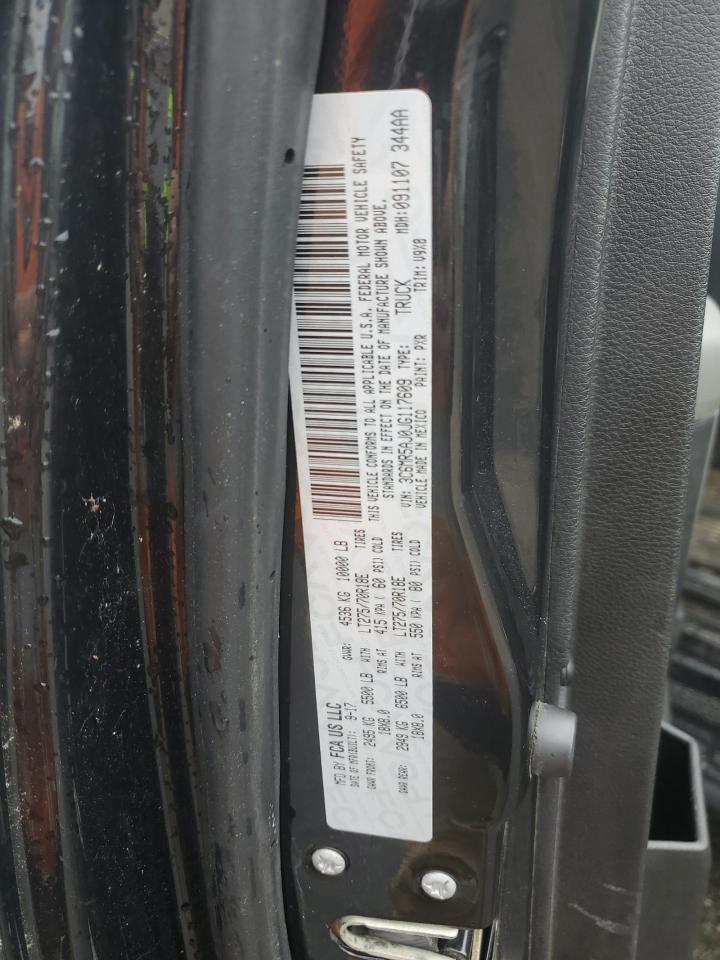 MFD BY FCA US LLC
DATE OF MFR(BUILT): 9-17 GVWR: 4536 KG 10000 LB
GAWR FRONT: 2495 KG 5500 LB WITH LT275/70R18E TIRES
18X8.0 RIMS AT 415 KPA ( 60 PSI) COLD
GAWR REAR: 2949 KG 6500 LB WITH LT275/70R18E TIRES
18X8.0 RIMS AT 550 KPA ( 80 PSI) COLD
THIS VEHICLE CONFORMS TO ALL APPLICABLE U.S.A. FEDERAL MOTOR VEHICLE SAFETY
STANDARDS IN EFFECT ON THE DATE OF MANUFACTURE SHOWN ABOVE.
VIN: 3C6MR5AJ0JG117609 TYPE: TRUCK MDH:091107 344AA
VEHICLE MADE IN MEXICO PAINT: PXR TRIM: V9X8